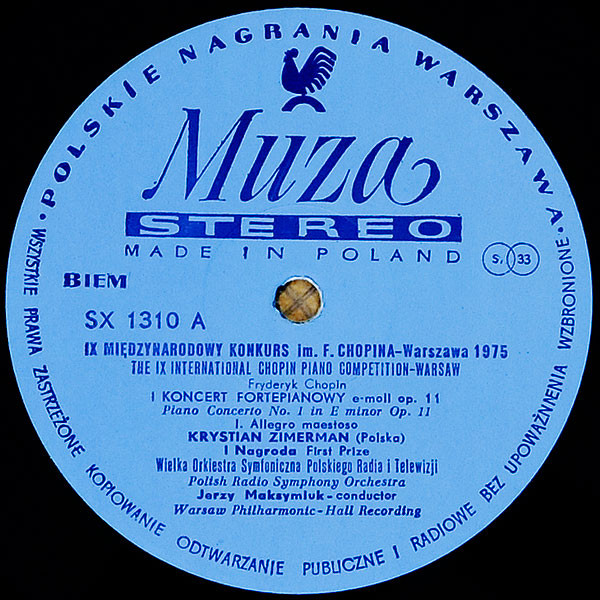 • POLSKIE NAGRANIA WARSZAWA •
Muza
STEREO
MADE IN POLAND
S. 33
BIEM
SX 1310 A
IX MIĘDZYNARODOWY KONKURS im. F. CHOPINA-Warszawa 1975
THE IX INTERNATIONAL CHOPIN PIANO COMPETITION-WARSAW
Fryderyk Chopin
I KONCERT FORTEPIANOWY e-moll op. 11
Piano Concerto No. 1 in E minor Op. 11
I. Allegro maestoso
KRYSTIAN ZIMERMAN (Polska)
I Nagroda First Prize
Wielka Orkiestra Symfoniczna Polskiego Radia i Telewizji
Polish Radio Symphony Orchestra
Jerzy Maksymiuk - conductor
Warsaw Philharmonic-Hall Recording
WSZYSTKIE PRAWA ZASTRZEŻONE KOPIOWANIE ODTWARZANIE PUBLICZNE I RADIOWE BEZ UPOWAŻNIENIA WZBRONIONE